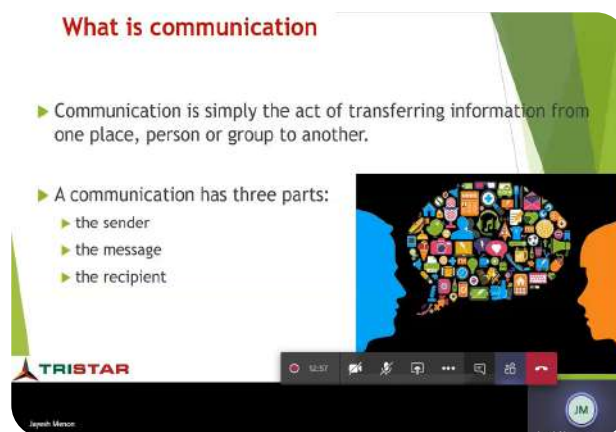 What is communication
Communication is simply the act of transferring information from
one place, person or group to another.
A communication has three parts:
the sender
the message
the recipient
TRISTAR
12:57
JM
Jayesh Menon